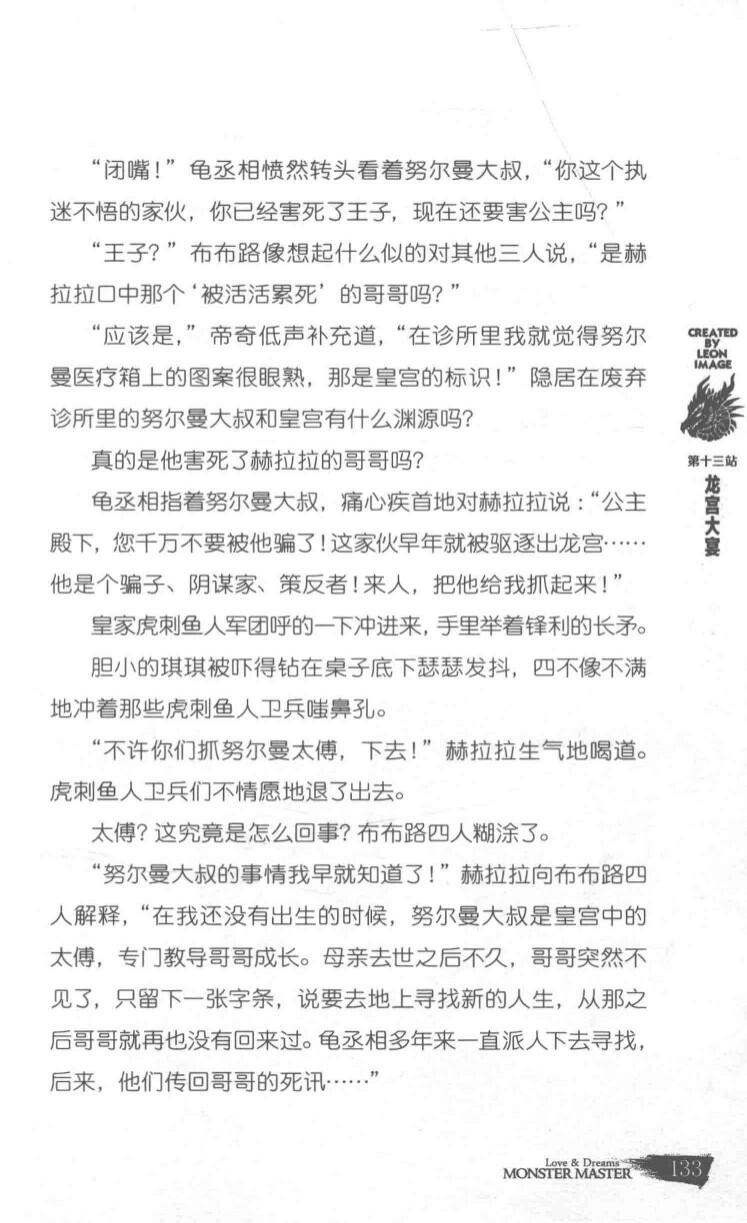 “闭嘴！”龟丞相愤然转头看着努尔曼大叔，“你这个执
迷不悟的家伙，你已经害死了王子，现在还要害公主吗？”
“王子？”布布路像想起什么似的对其他三人说，“是赫
拉拉口中那个‘被活活累死’的哥哥吗？”
“应该是，”帝奇低声补充道，“在诊所里我就觉得努尔
曼医疗箱上的图案很眼熟，那是皇宫的标识！”隐居在废弃
诊所里的努尔曼大叔和皇宫有什么渊源吗？
真的是他害死了赫拉拉的哥哥吗？
龟丞相指着努尔曼大叔，痛心疾首地对赫拉拉说：“公主
殿下，您千万不要被他骗了！这家伙早年就被驱逐出龙宫……
他是个骗子、阴谋家、策反者！来人，把他给我抓起来！”
皇家虎刺鱼人军团呼的一下冲进来，手里举着锋利的长矛。
胆小的琪琪被吓得钻在桌子底下瑟瑟发抖，四不像不满
地冲着那些虎刺鱼人卫兵嗤鼻孔。
“不许你们抓努尔曼太傅，下去！”赫拉拉生气地喝道。
虎刺鱼人卫兵们不情愿地退了出去。
太傅？这究竟是怎么回事？布布路四人糊涂了。
“努尔曼大叔的事情我早就知道了！”赫拉拉向布布路四
人解释，“在我还没有出生的时候，努尔曼大叔是皇宫中的
太傅，专门教导哥哥成长。母亲去世之后不久，哥哥突然不
见了，只留下一张字条，说要去地上寻找新的人生，从那之
后哥哥就再也没有回来过。龟丞相多年来一直派人下去寻找，
后来，他们传回哥哥的死讯……”
CREATED
BY
LEON
IMAGE
第十三站
龙宫大宴
Love & Dreams
MONSTER MASTER
133